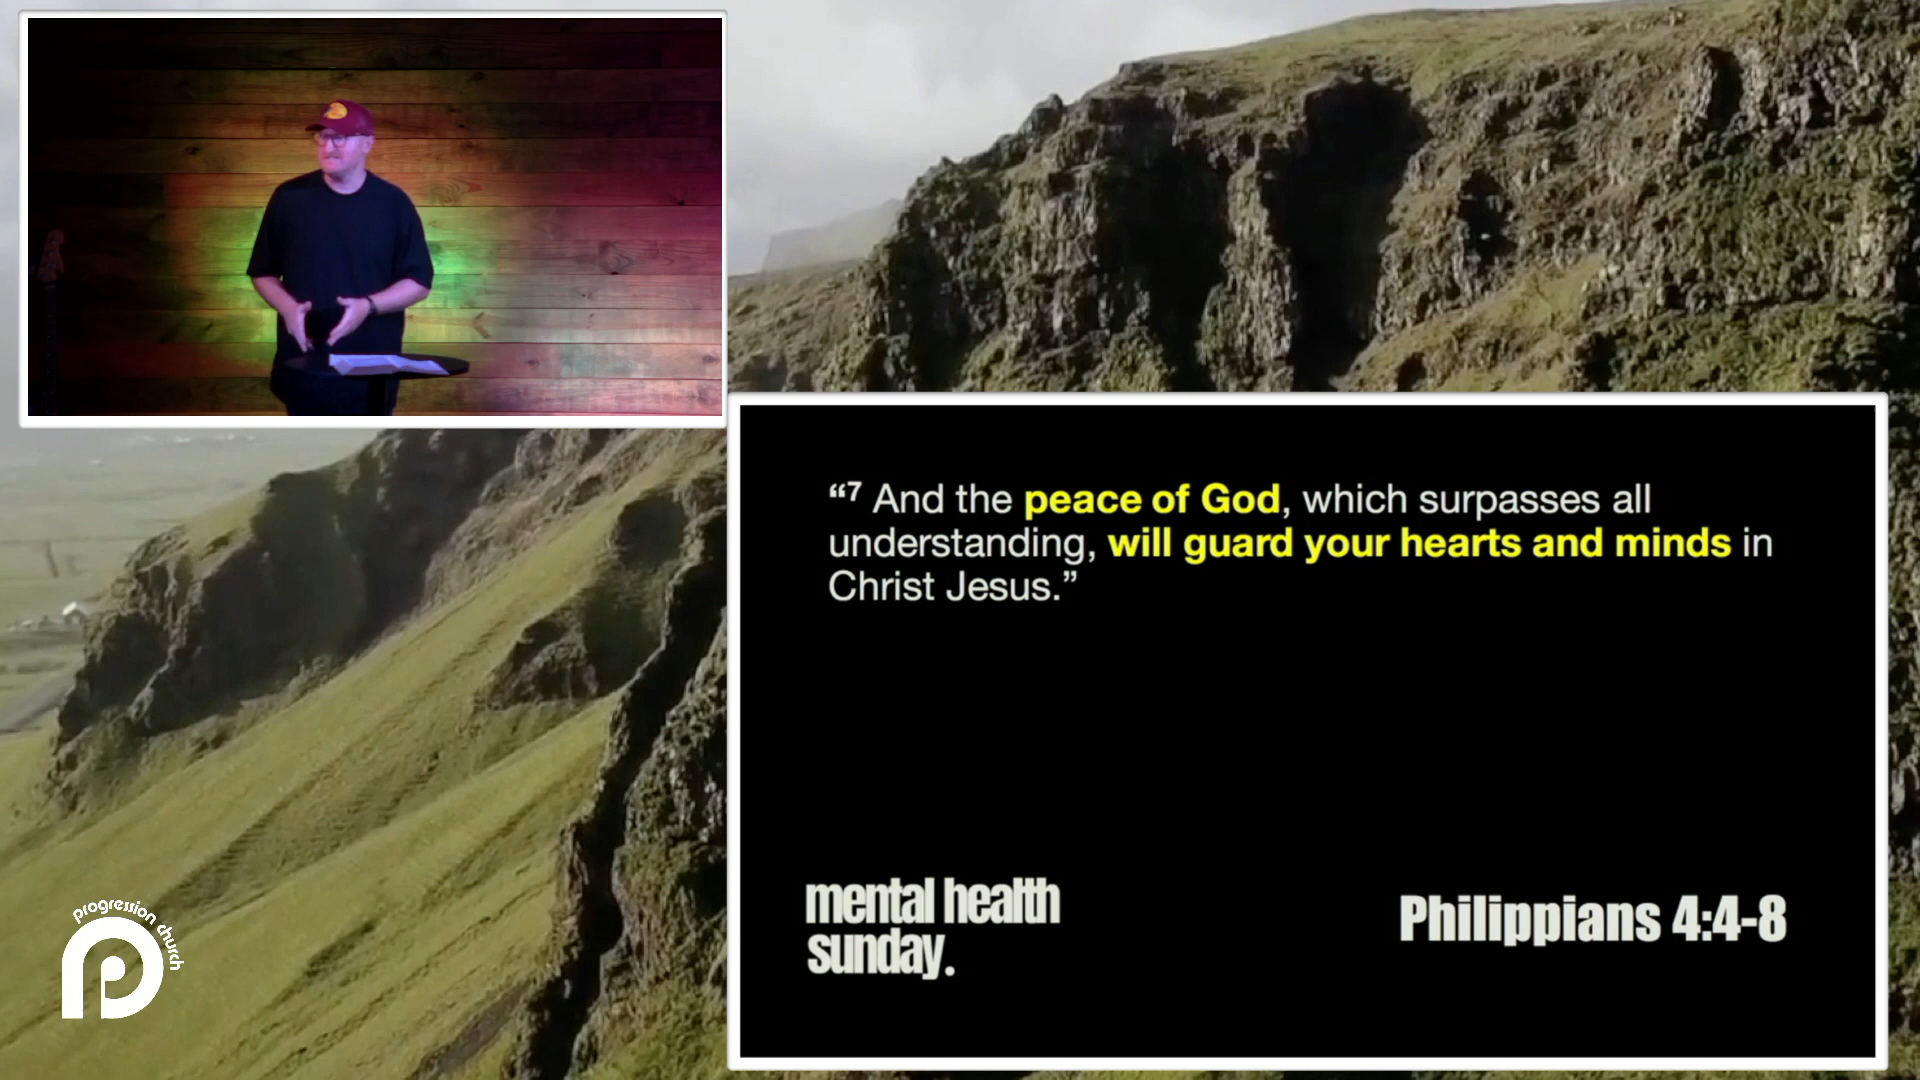 “⁷ And the peace of God, which surpasses all
understanding, will guard your hearts and minds in
Christ Jesus.”
mental health
sunday.
Philippians 4:4-8
progression church